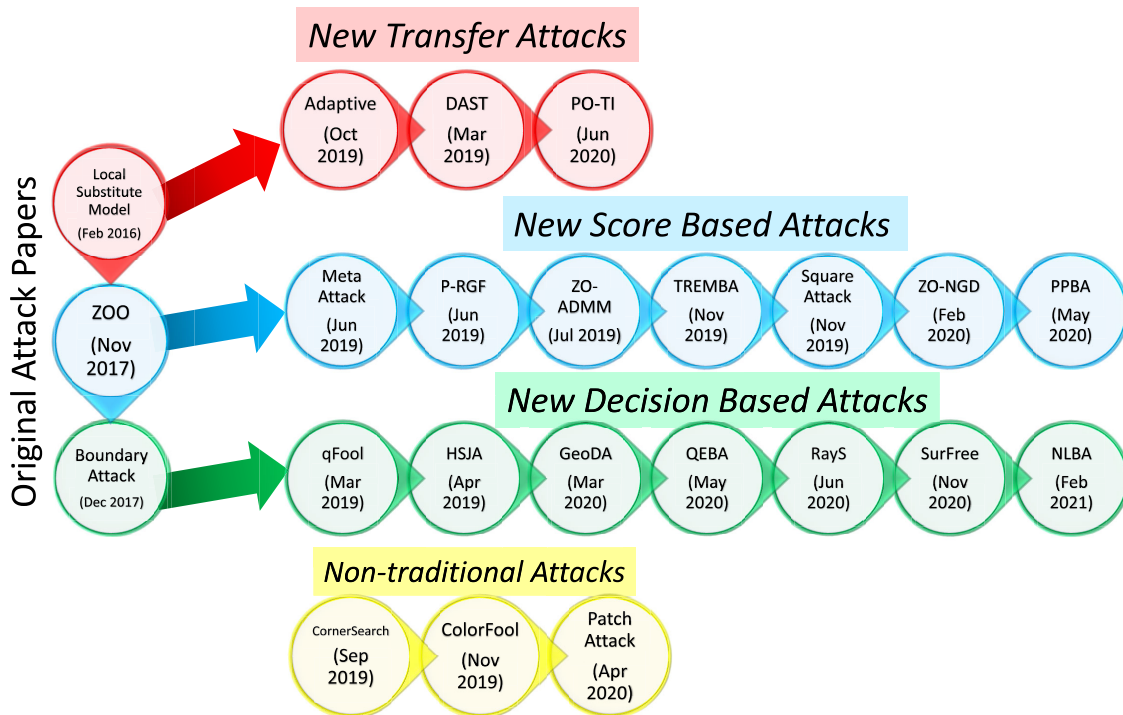 Original Attack Papers
New Transfer Attacks
Adaptive
(Oct
2019)
DAST
(Mar
2019)
PO-TI
(Jun
2020)
Local
Substitute
Model
(Feb 2016)
New Score Based Attacks
ZOO
(Nov
2017)
Meta
Attack
(Jun
2019)
P-RGF
(Jun
2019)
ZO-
ADMM
(Jul 2019)
TREMBA
(Nov
2019)
Square
Attack
(Nov
2019)
ZO-NGD
(Feb
2020)
PPBA
(May
2020)
New Decision Based Attacks
Boundary
Attack
(Dec 2017)
qFool
(Mar
2019)
HSJA
(Apr
2019)
GeoDA
(Mar
2020)
QEBA
(May
2020)
RayS
(Jun
2020)
SurFree
(Nov
2020)
NLBA
(Feb
2021)
Non-traditional Attacks
CornerSearch
(Sep
2019)
ColorFool
(Nov
2019)
Patch
Attack
(Apr
2020)